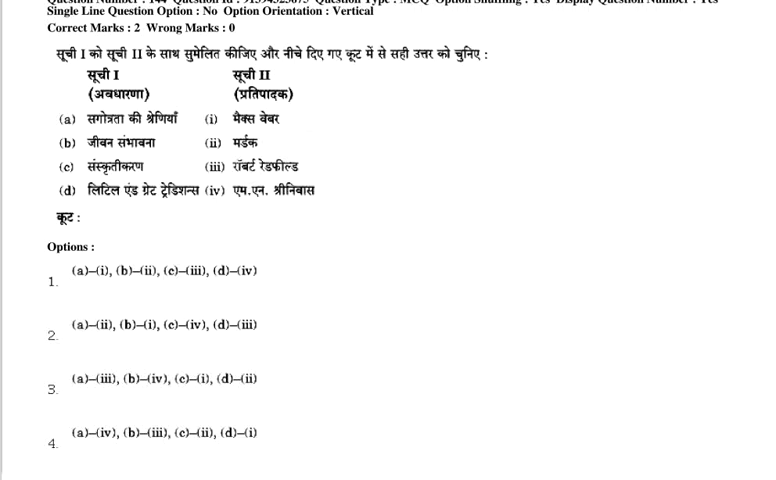 Single Line Question Option : No Option Orientation : Vertical
Correct Marks : 2 Wrong Marks : 0
सूची I को सूची II के साथ सुमेलित कीजिए और नीचे दिए गए कूट में से सही उत्तर को चुनिए :
सूची I सूची II
(अवधारणा) (प्रतिपादक)
(a) सगोत्रता की श्रेणियाँ (i) मैक्स वेबर
(b) जीवन संभावना (ii) मर्डक
(c) संस्कृतीकरण (iii) रॉबर्ट रेडफील्ड
(d) लिटिल एंड ग्रेट ट्रेडिशन्स (iv) एम.एन. श्रीनिवास
कूट :
Options :
(a)–(i), (b)–(ii), (c)–(iii), (d)–(iv)
1.
(a)–(ii), (b)–(i), (c)–(iv), (d)–(iii)
2.
(a)–(iii), (b)–(iv), (c)–(i), (d)–(ii)
3.
(a)–(iv), (b)–(iii), (c)–(ii), (d)–(i)
4.